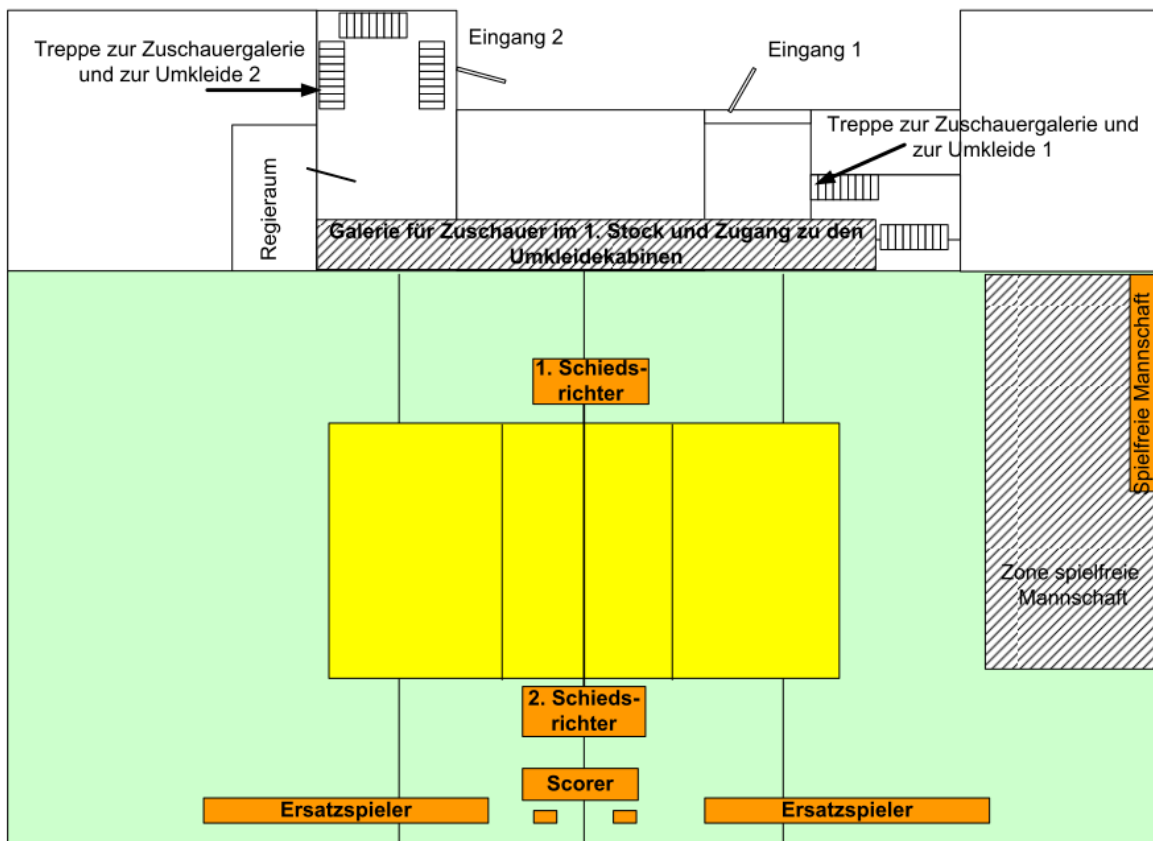 Treppe zur Zuschauergalerie
und zur Umkleide 2
Eingang 2
Eingang 1
Treppe zur Zuschauergalerie und
zur Umkleide 1
Regieraum
Galerie für Zuschauer im 1. Stock und Zugang zu den
Umkleidekabinen
Spielfreie Mannschaft
1. Schieds-
richter
Zone spielfreie
Mannschaft
2. Schieds-
richter
Scorer
Ersatzspieler
Ersatzspieler